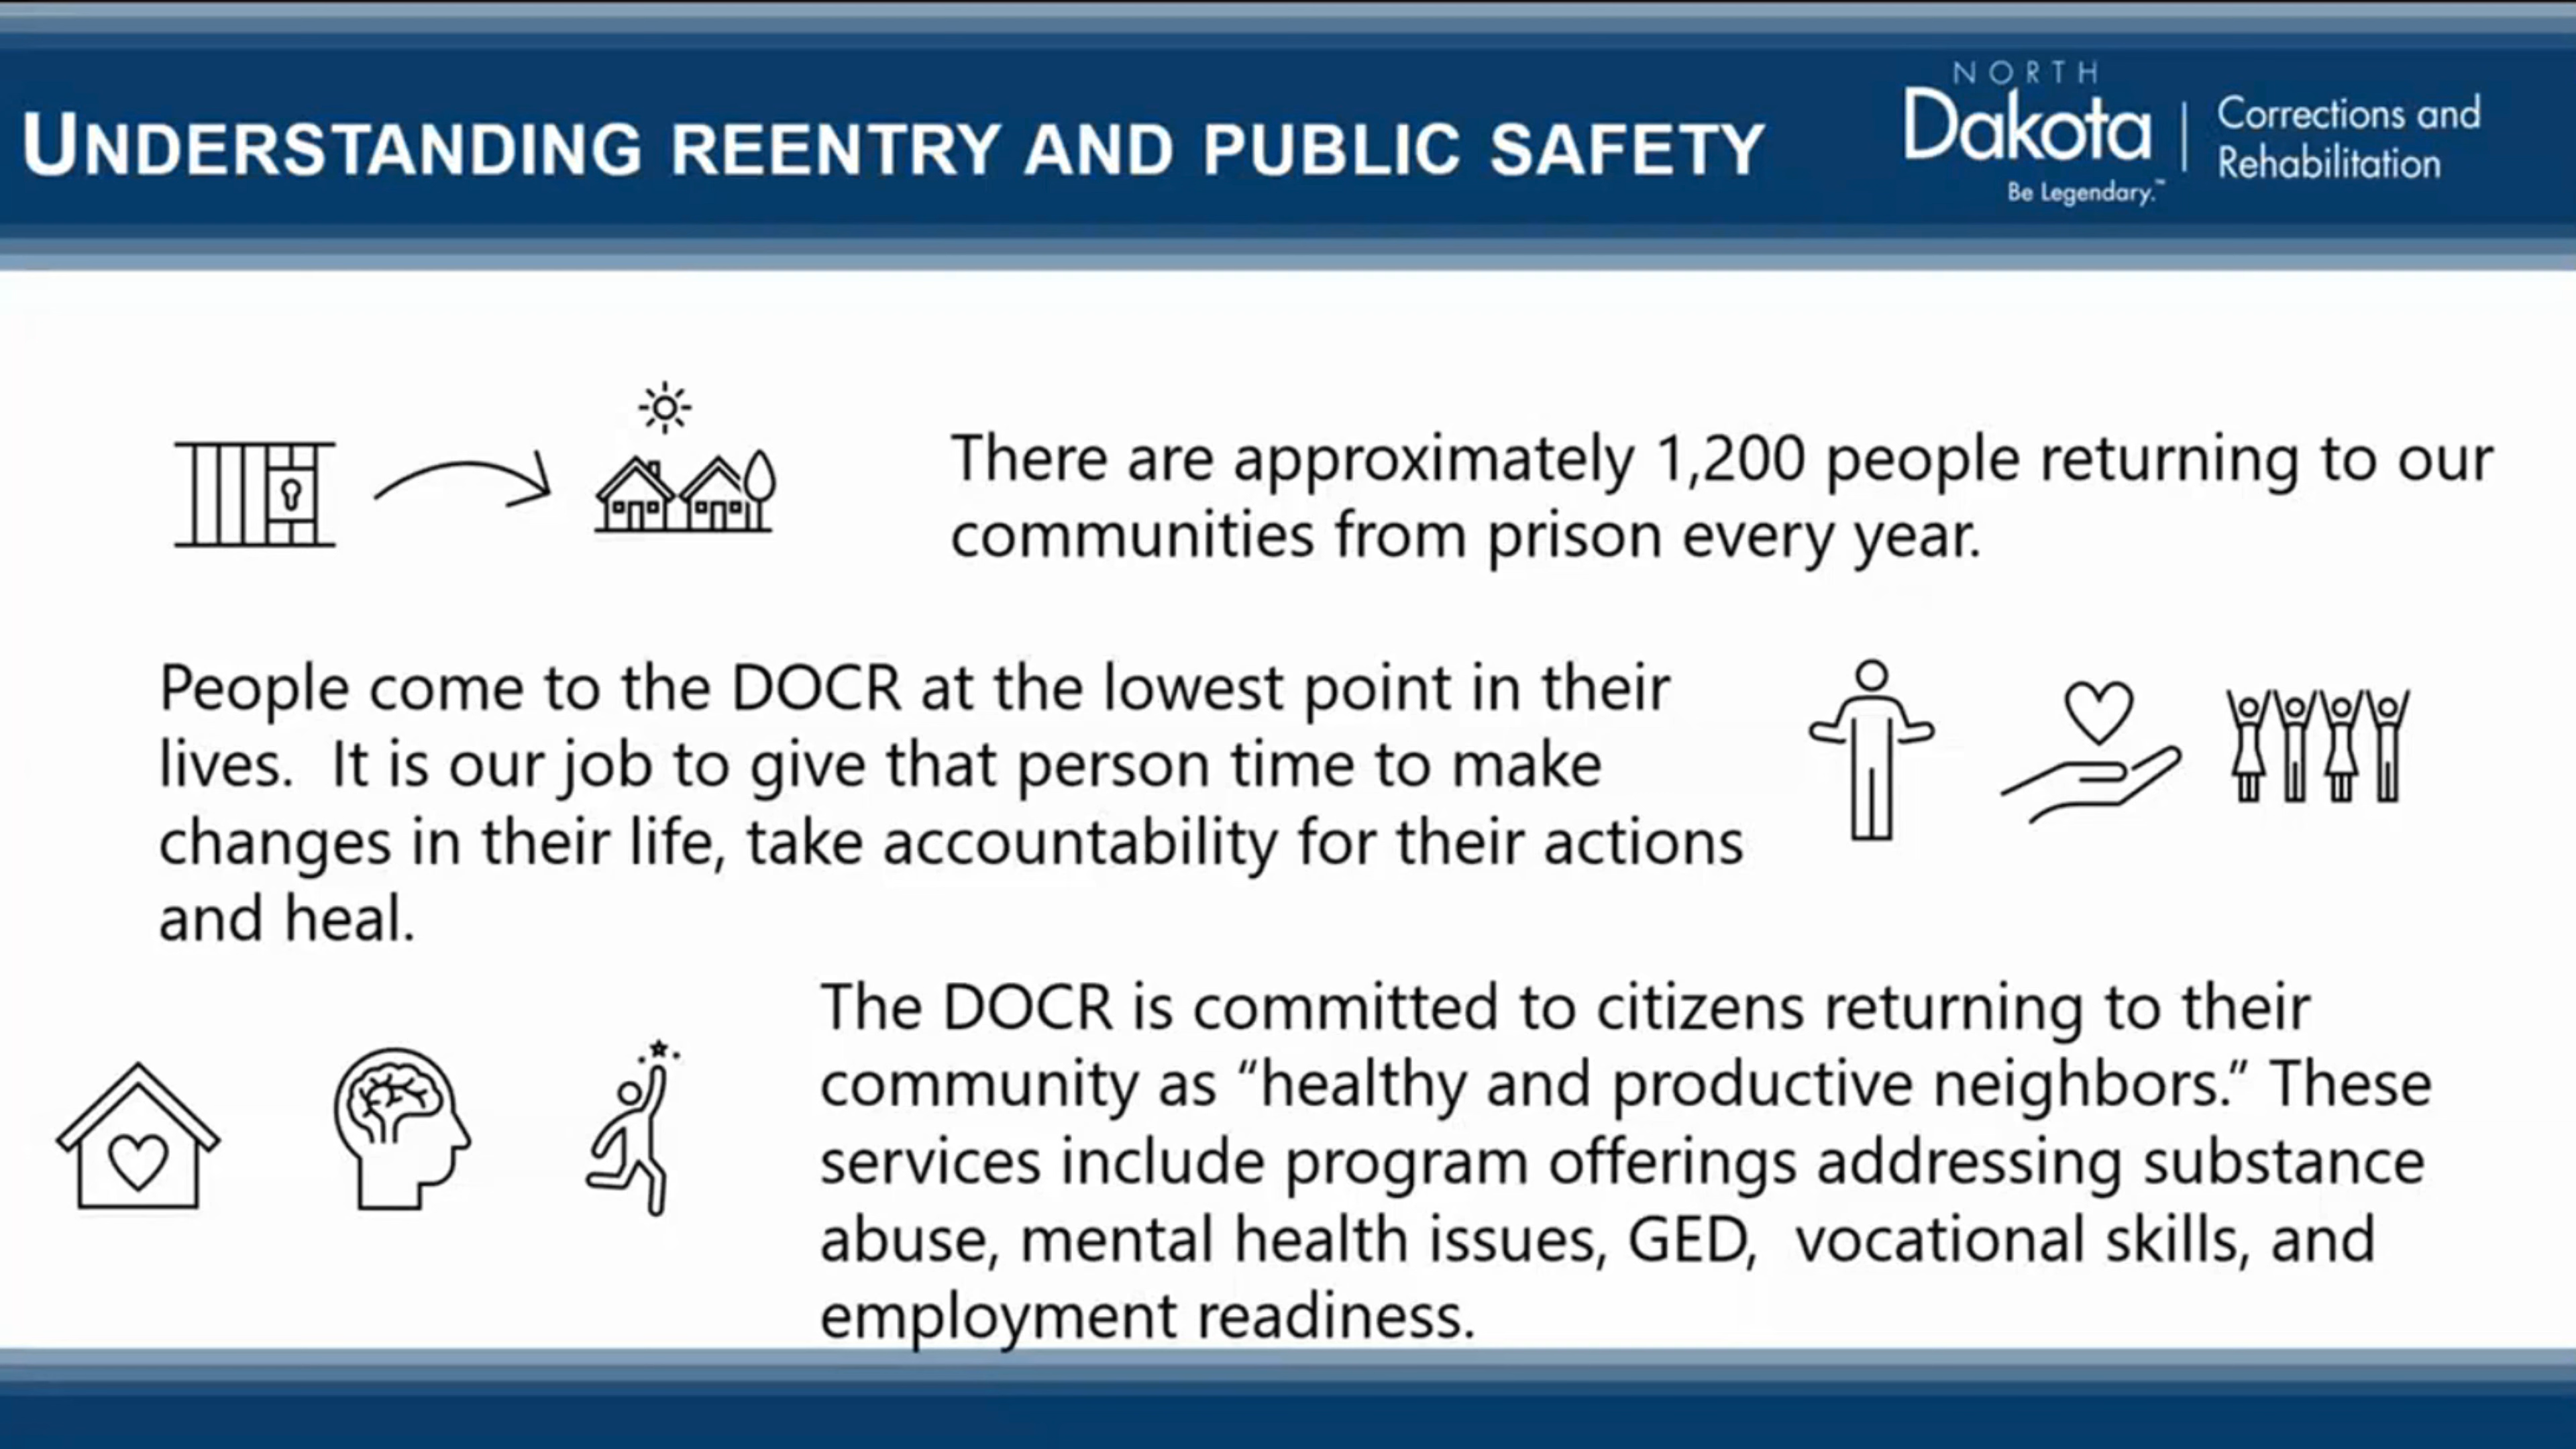 UNDERSTANDING REENTRY AND PUBLIC SAFETY
NORTH
Dakota
Be Legendary.™
Corrections and
Rehabilitation
There are approximately 1,200 people returning to our
communities from prison every year.
People come to the DOCR at the lowest point in their
lives.  It is our job to give that person time to make
changes in their life, take accountability for their actions
and heal.
The DOCR is committed to citizens returning to their
community as “healthy and productive neighbors.” These
services include program offerings addressing substance
abuse, mental health issues, GED,  vocational skills, and
employment readiness.